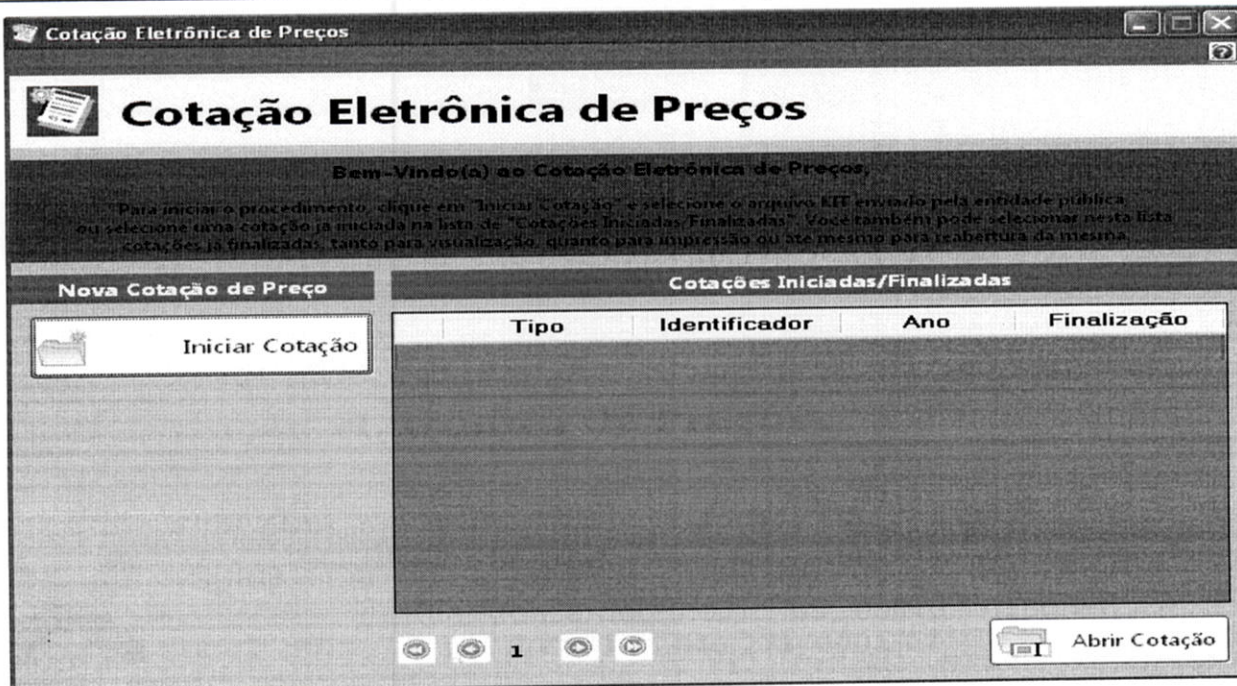 Cotação Eletrônica de Preços
Cotação Eletrônica de Preços
Bem-Vindo(a) ao Cotação Eletrônica de Preços,
"Para iniciar o procedimento, clique em "Iniciar Cotação" e selecione o arquivo KIT enviado pela entidade pública,
ou selecione uma cotação já iniciada na lista de "Cotações Iniciadas/Finalizadas". Você também pode selecionar nesta lista
cotações já finalizadas, tanto para visualização, quanto para impressão ou até mesmo para reabertura da mesma.
Nova Cotação de Preço
Iniciar Cotação
Cotações Iniciadas/Finalizadas
Tipo Identificador Ano Finalização
1
Abrir Cotação